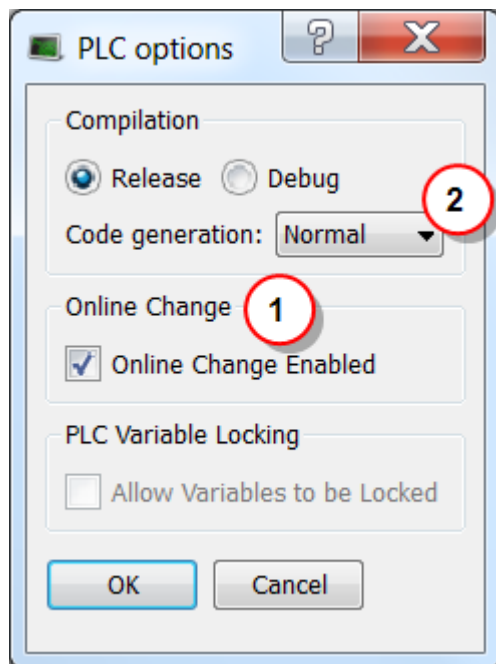 PLC options
Compilation
Release Debug
2
Code generation: Normal
Online Change 1
Online Change Enabled
PLC Variable Locking
Allow Variables to be Locked
OK Cancel